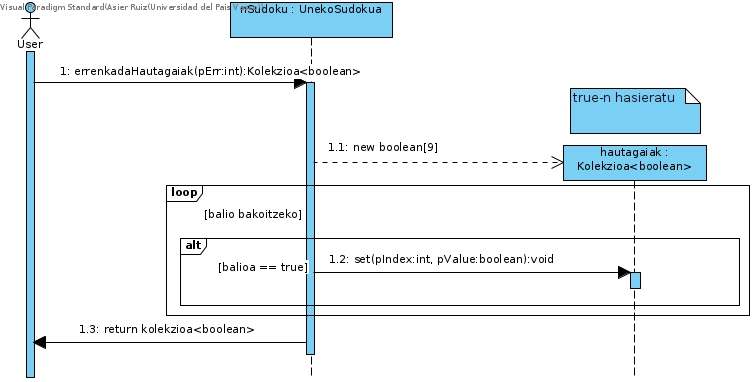 Visual Paradigm Standard(Asier Ruiz(Universidad del Pais
nSudoku : UnekoSudokua
User
1: errenkadaHautagaiak(pErr:int):Kolekzioa<boolean>
true-n hasieratu
1.1: new boolean[9]
hautagaiak :
Kolekzioa<boolean>
loop
[balio bakoitzeko]
alt
[balioa == true]
1.2: set(pIndex:int, pValue:boolean):void
1.3: return kolekzioa<boolean>